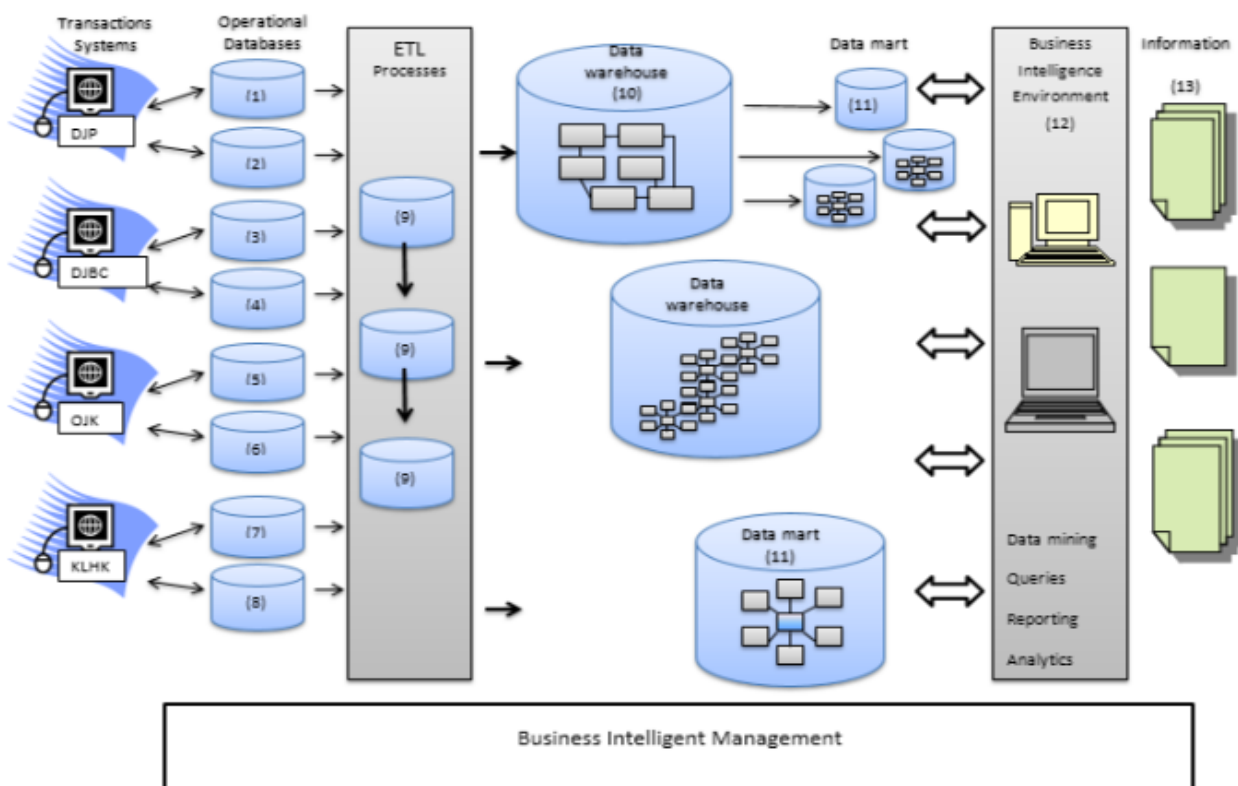 Transactions
Systems
Operational
Databases
ETL
Processes
Data
warehouse
(10)
Data mart
Business
Intelligence
Environment
(12)
Information
(13)
DJP
(1)
(2)
(11)
DJBC
(3)
(4)
(9)
Data
warehouse
OJK
(5)
(6)
(9)
(9)
KLHK
(7)
(8)
Data mart
(11)
Data mining
Queries
Reporting
Analytics
Business Intelligent Management